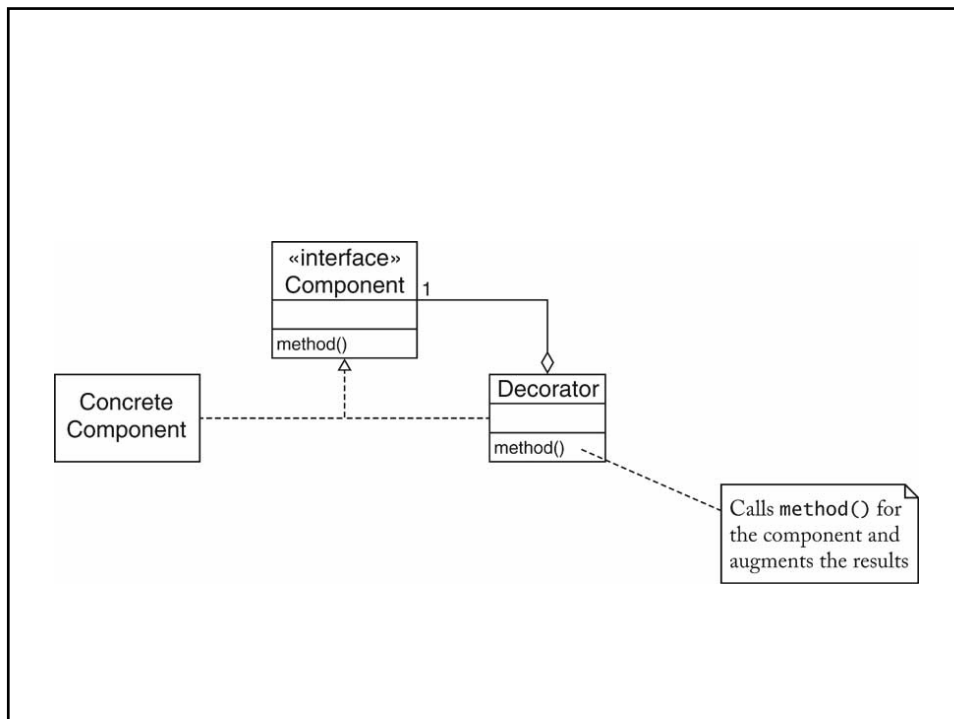 «interface»
Component
1
method()
Concrete
Component
Decorator
method()
Calls method() for
the component and
augments the results